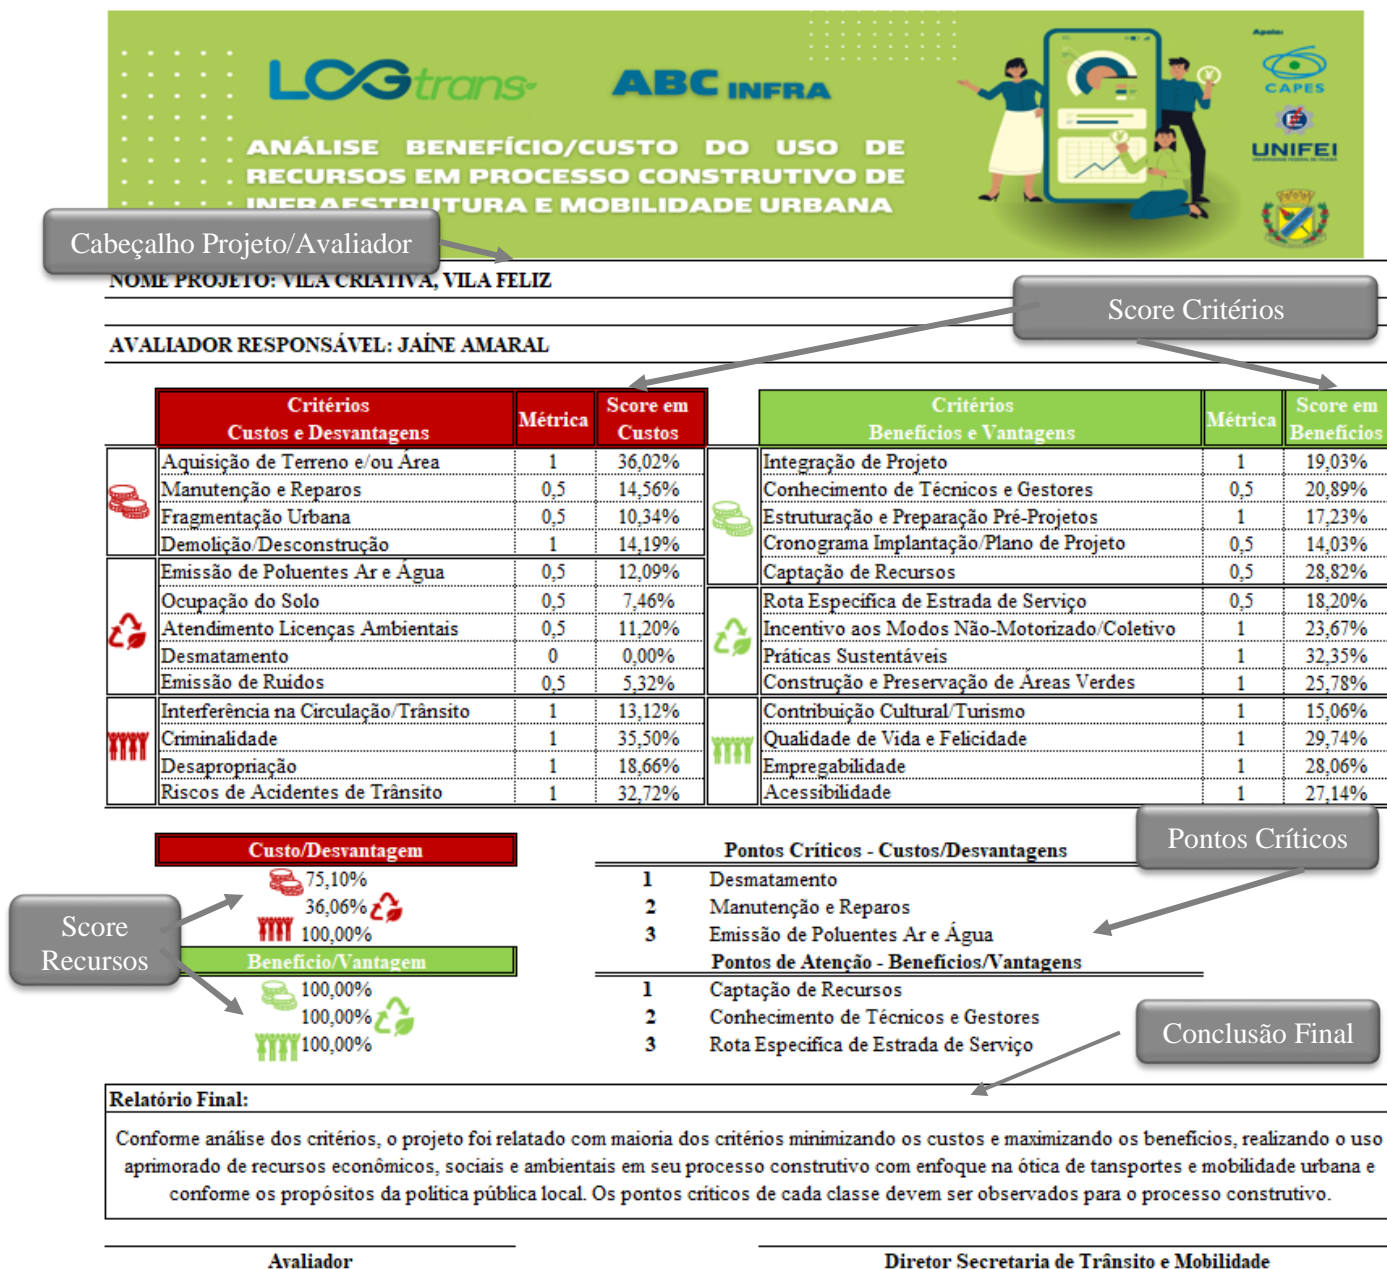 LOGtrans
ABC INFRA
Apoio:
CAPES
UNIFEI
ANÁLISE BENEFÍCIO/CUSTO DO USO DE
RECURSOS EM PROCESSO CONSTRUTIVO DE
INFRAESTRUTURA E MOBILIDADE URBANA
Cabeçalho Projeto/Avaliador
NOME PROJETO: VILA CRIATIVA, VILA FELIZ
Score Critérios
AVALIADOR RESPONSÁVEL: JAÍNE AMARAL
Critérios Custos e Desvantagens Métrica Score em Custos
Aquisição de Terreno e/ou Área 1 36,02%
Manutenção e Reparos 0,5 14,56%
Fragmentação Urbana 0,5 10,34%
Demolição/Desconstrução 1 14,19%
Emissão de Poluentes Ar e Água 0,5 12,09%
Ocupação do Solo 0,5 7,46%
Atendimento Licenças Ambientais 0,5 11,20%
Desmatamento 0 0,00%
Emissão de Ruidos 0,5 5,32%
Interferência na Circulação/Trânsito 1 13,12%
Criminalidade 1 35,50%
Desapropriação 1 18,66%
Riscos de Acidentes de Trânsito 1 32,72%
Critérios Benefícios e Vantagens Métrica Score em Benefícios
Integração de Projeto 1 19,03%
Conhecimento de Técnicos e Gestores 0,5 20,89%
Estruturação e Preparação Pré-Projetos 1 17,23%
Cronograma Implantação/Plano de Projeto 0,5 14,03%
Captação de Recursos 0,5 28,82%
Rota Específica de Estrada de Serviço 0,5 18,20%
Incentivo aos Modos Não-Motorizado/Coletivo 1 23,67%
Práticas Sustentáveis 1 32,35%
Construção e Preservação de Áreas Verdes 1 25,78%
Contribuição Cultural/Turismo 1 15,06%
Qualidade de Vida e Felicidade 1 29,74%
Empregabilidade 1 28,06%
Acessibilidade 1 27,14%
Score Recursos
Custo/Desvantagem
75,10%
36,06%
100,00%
Benefício/Vantagem
100,00%
100,00%
100,00%
Pontos Críticos
Pontos Críticos - Custos/Desvantagens
1 Desmatamento
2 Manutenção e Reparos
3 Emissão de Poluentes Ar e Água
Pontos de Atenção - Benefícios/Vantagens
1 Captação de Recursos
2 Conhecimento de Técnicos e Gestores
3 Rota Especifica de Estrada de Serviço
Conclusão Final
Relatório Final:
Conforme análise dos critérios, o projeto foi relatado com maioria dos critérios minimizando os custos e maximizando os benefícios, realizando o uso
aprimorado de recursos econômicos, sociais e ambientais em seu processo construtivo com enfoque na ótica de tansportes e mobilidade urbana e
conforme os propósitos da política pública local. Os pontos críticos de cada classe devem ser observados para o processo construtivo.
Avaliador
Diretor Secretaria de Trânsito e Mobilidade